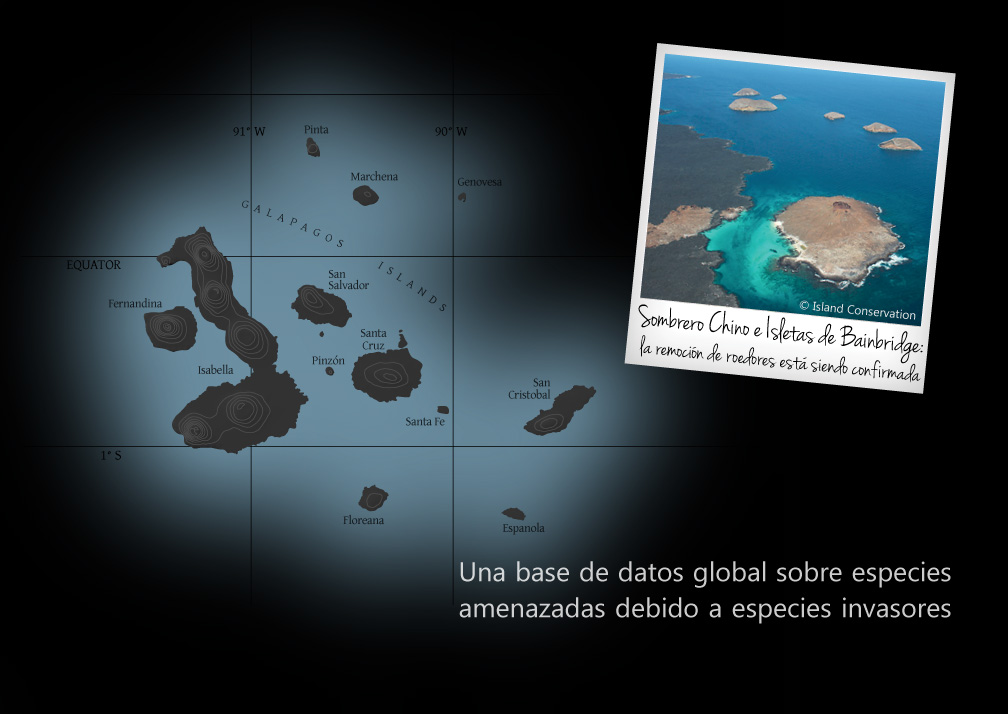 91° W
90° W
Pinta
Marchena
Genovesa
GALAPAGOS
ISLANDS
EQUATOR
San
Salvador
Fernandina
Santa
Cruz
Pinzón
Isabella
San
Cristobal
Santa Fe
1° S
Floreana
Espanola
© Island Conservation
Sombrero Chino e Isletas de Bainbridge:
la remoción de roedores está siendo confirmada
Una base de datos global sobre especies
amenazadas debido a especies invasores